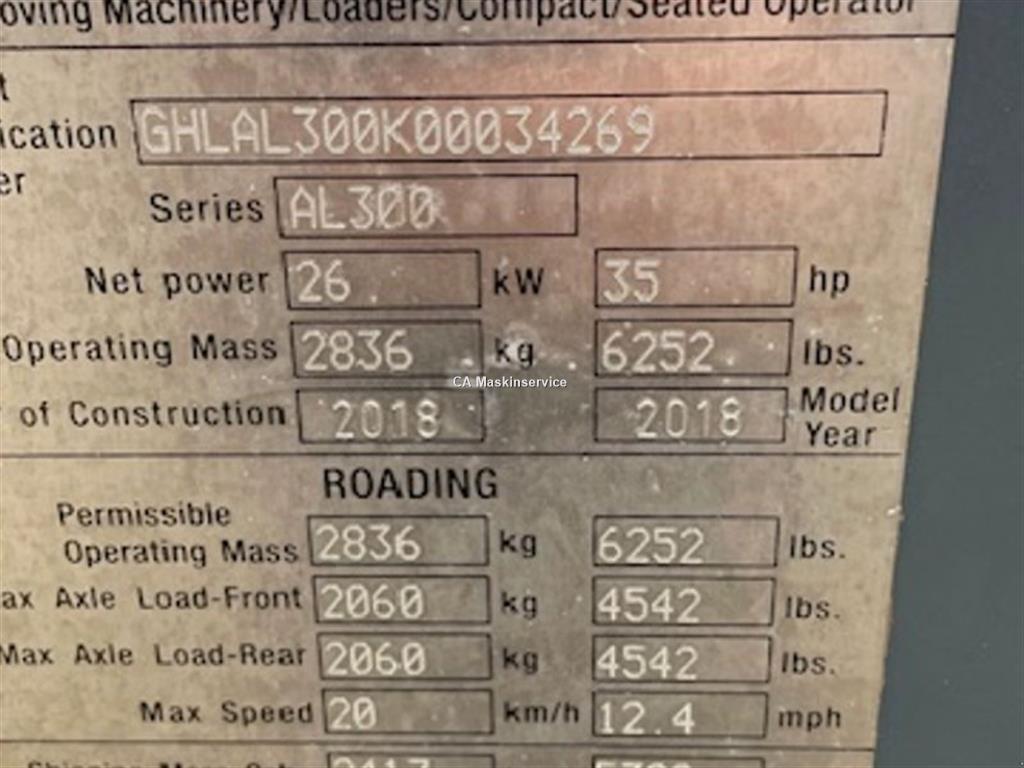 oving Machinery/Loaders/Compact/Seated Operator
ication GHLAL300K00034269
er
Series AL300
Net power 26 kW 35 hp
Operating Mass 2836 kg 6252 lbs.
CA Maskinservice
of Construction 2018 2018 Model Year
ROADING
Permissible
Operating Mass 2836 kg 6252 lbs.
ax Axle Load-Front 2060 kg 4542 lbs.
Max Axle Load-Rear 2060 kg 4542 lbs.
Max Speed 20 km/h 12.4 mph